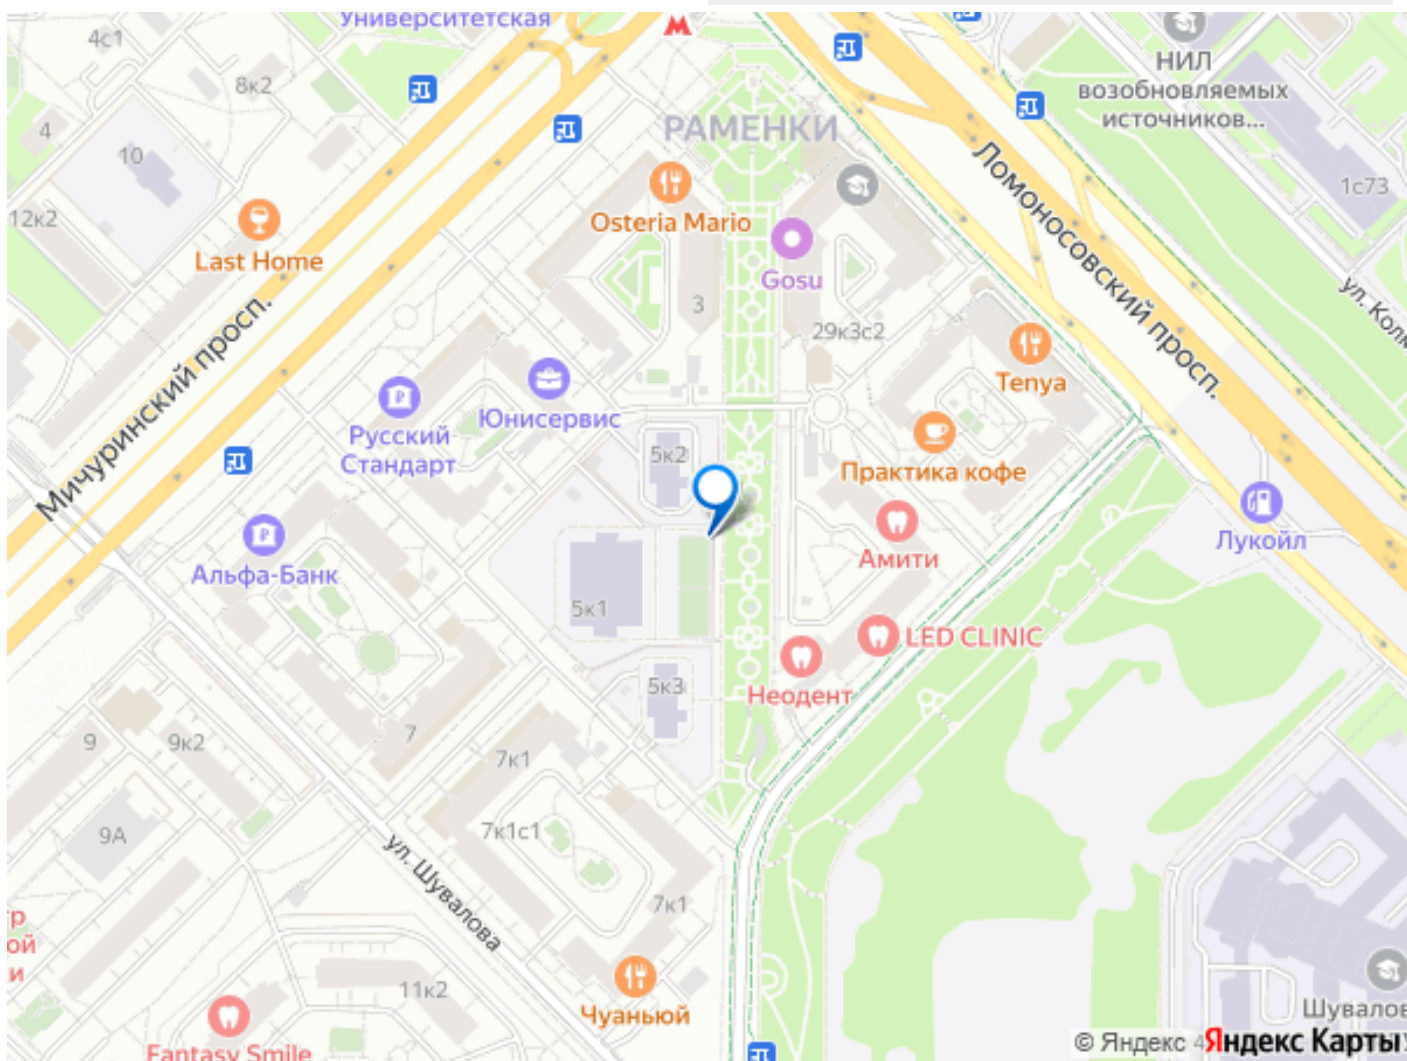 Университетская
4с1
8к2
НИЛ
возобновляемых
источников...
4
РАМЕНКИ
10
1с73
12к2
Osteria Mario
Last Home
Gosu
Ломоносовский просп.
3
29к3с2
Мичуринский просп.
Tenya
Юнисервис
Русский
Стандарт
5к2
Практика кофе
Лукойл
Амити
Альфа-Банк
5к1
LED CLINIC
5к3
Неодент
7
9
9к2
7к1
7к1с1
9А
ул. Шувалова
7к1
11к2
Чуаньюй
Fantasy Smile
© Яндекс
Яндекс Карты